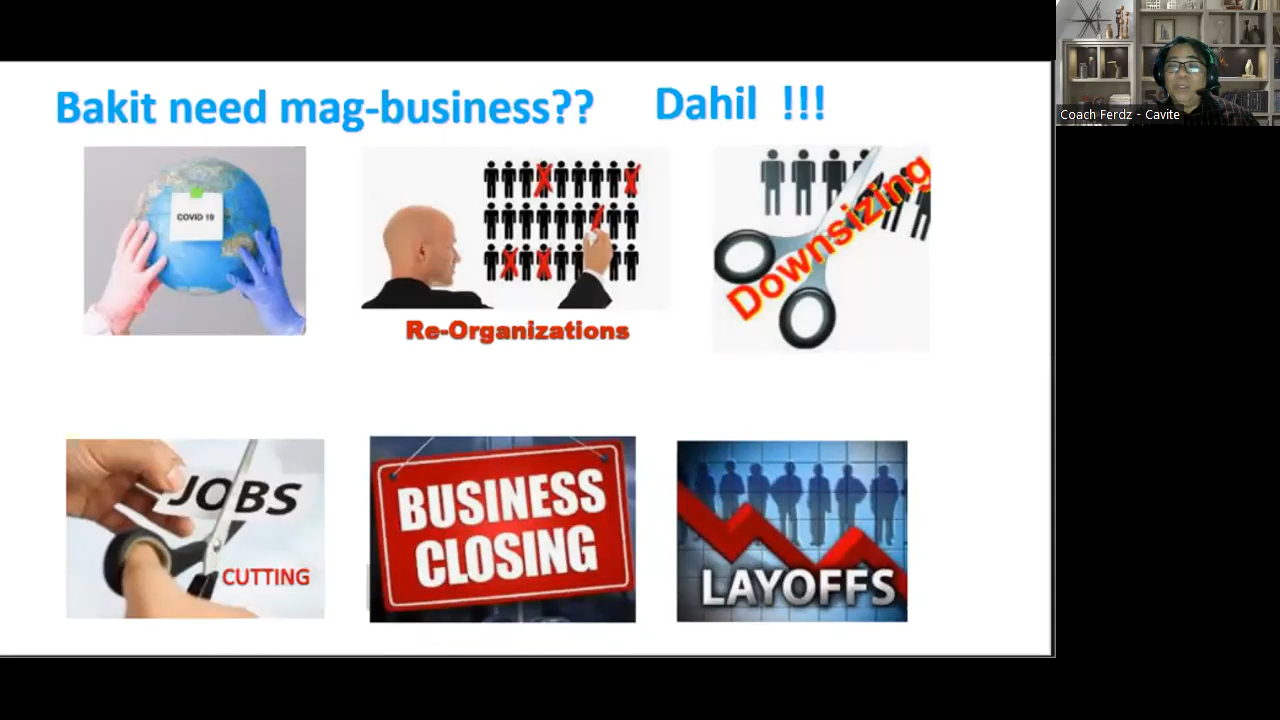 Bakit need mag-business?? Dahil !!!
Coach Ferdz - Cavite
COVID 19
Re-Organizations
Downsizing
JOBS
CUTTING
BUSINESS
CLOSING
LAYOFFS